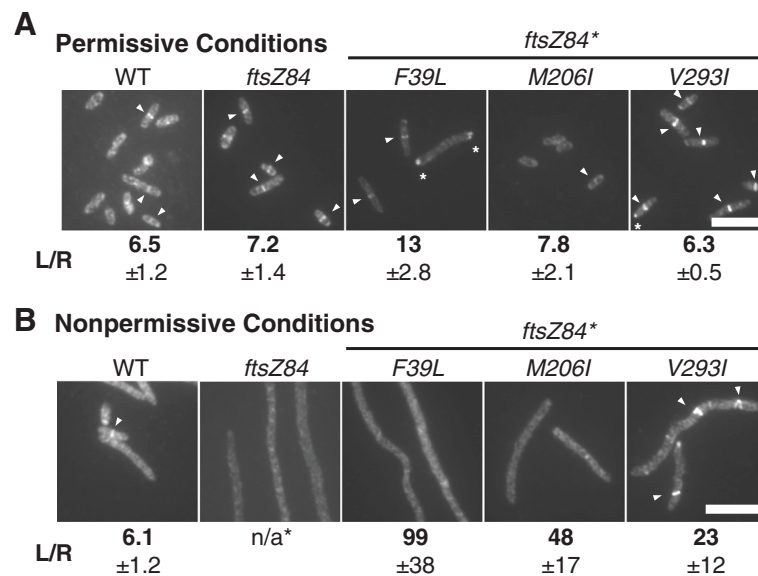 A Permissive Conditions
ftsZ84*
WT ftsZ84 F39L M206I V293I
* * *
L/R 6.5 7.2 13 7.8 6.3
±1.2 ±1.4 ±2.8 ±2.1 ±0.5
B Nonpermissive Conditions
ftsZ84*
WT ftsZ84 F39L M206I V293I
L/R 6.1 n/a* 99 48 23
±1.2 ±38 ±17 ±12